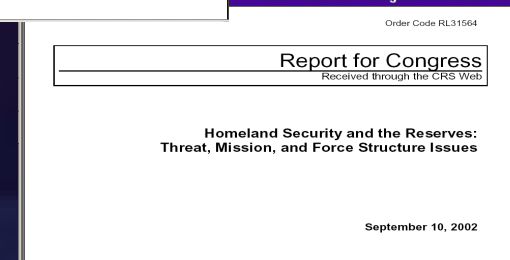 Order Code RL31564
Report for Congress
Received through the CRS Web
Homeland Security and the Reserves:
Threat, Mission, and Force Structure Issues
September 10, 2002